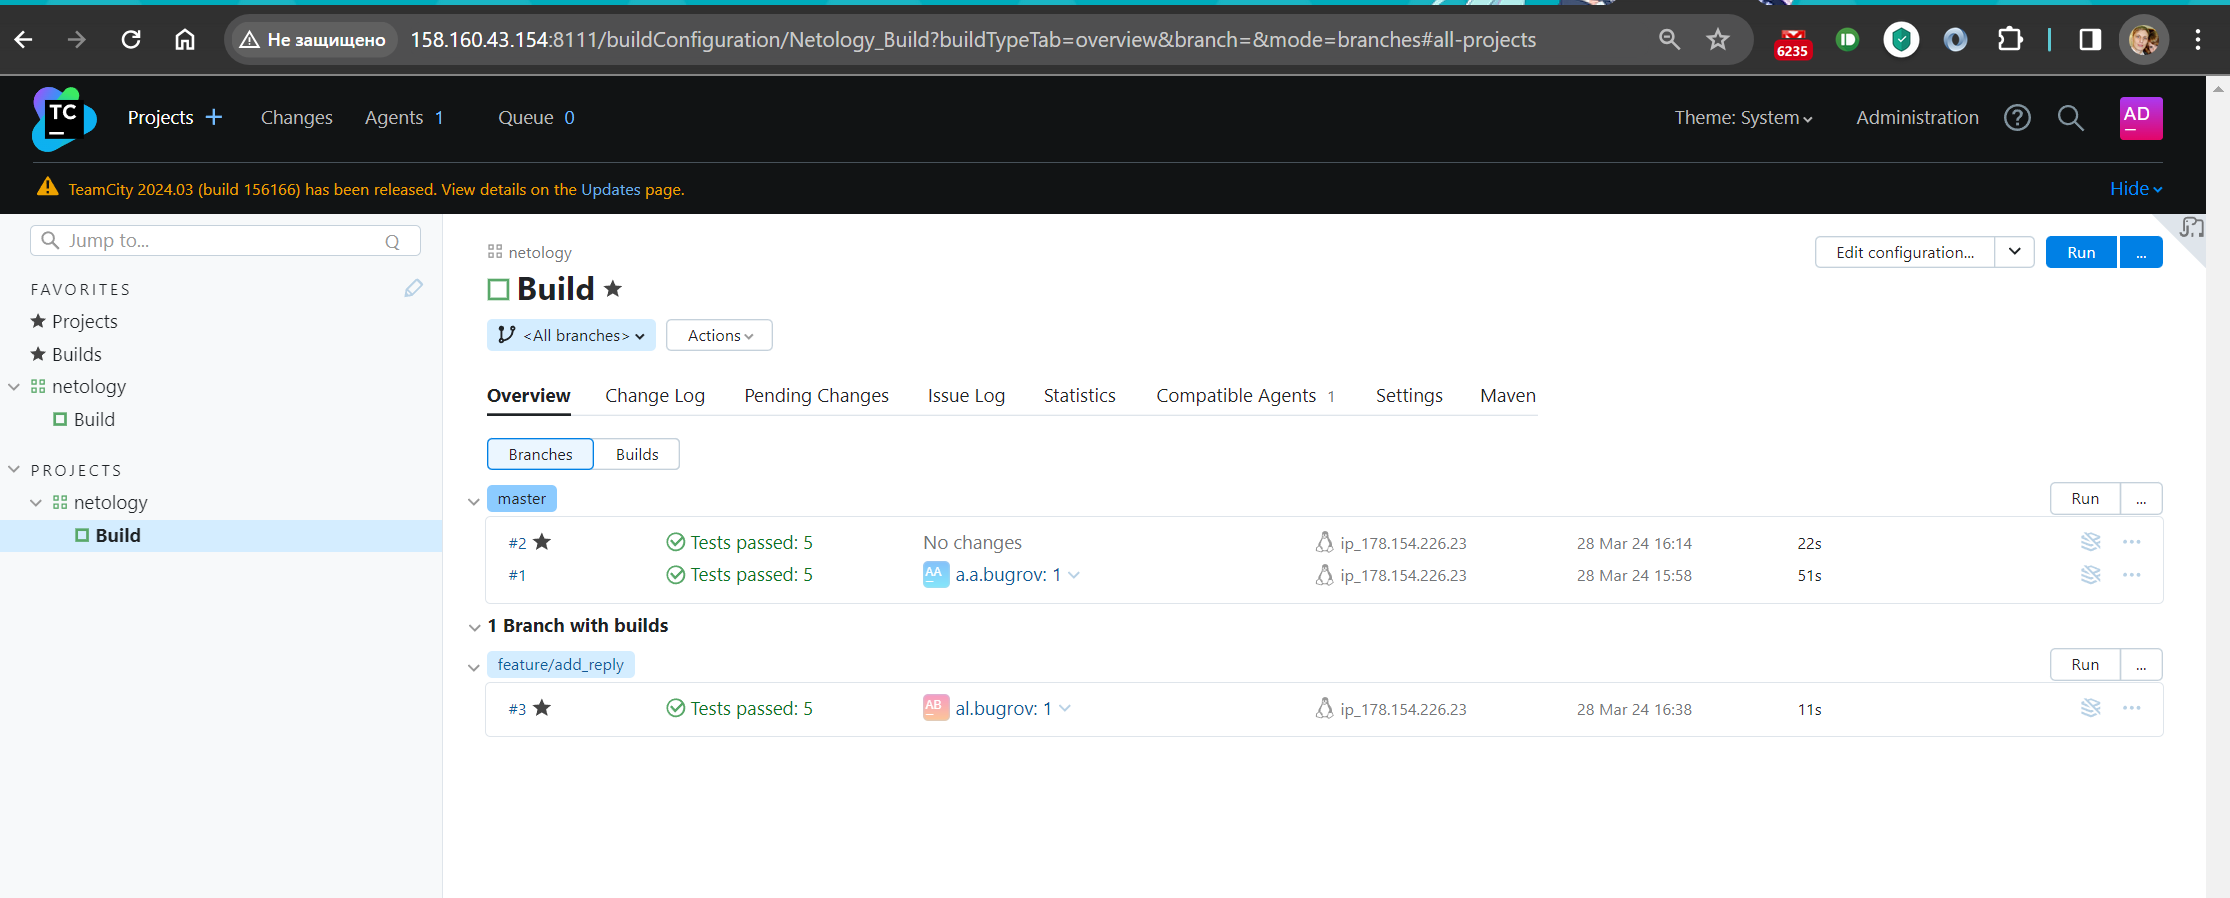 Не защищено 158.160.43.154:8111/buildConfiguration/Netology_Build?buildTypeTab=overview&branch=&mode=branches#all-projects 6235
TC Projects + Changes Agents 1 Queue 0 Theme: System Administration ? AD
TeamCity 2024.03 (build 156166) has been released. View details on the Updates page. Hide
Jump to... Q
FAVORITES
Projects
Builds
netology
Build
PROJECTS
netology
Build
netology
Build
Edit configuration... Run ...
<All branches> Actions
Overview Change Log Pending Changes Issue Log Statistics Compatible Agents 1 Settings Maven
Branches Builds
master Run ...
#2 Tests passed: 5 No changes ip_178.154.226.23 28 Mar 24 16:14 22s
#1 Tests passed: 5 AA a.a.bugrov: 1 ip_178.154.226.23 28 Mar 24 15:58 51s
1 Branch with builds
feature/add_reply Run ...
#3 Tests passed: 5 AB al.bugrov: 1 ip_178.154.226.23 28 Mar 24 16:38 11s